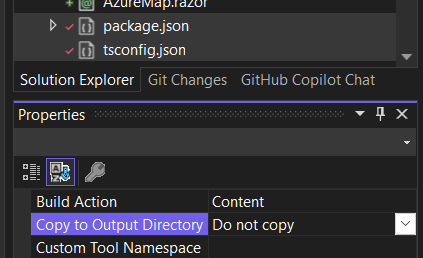 AzureMap.razor
package.json
tsconfig.json
Solution Explorer Git Changes GitHub Copilot Chat
Properties
Build Action Content
Copy to Output Directory Do not copy
Custom Tool Namespace